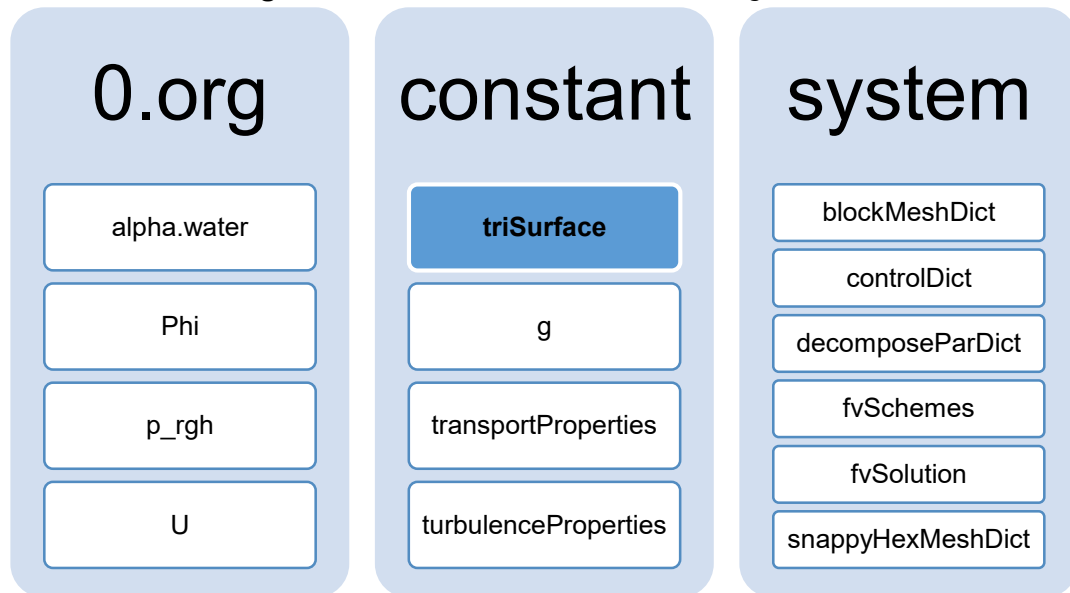 0.org
alpha.water
Phi
p_rgh
U
constant
triSurface
g
transportProperties
turbulenceProperties
system
blockMeshDict
controlDict
decomposeParDict
fvSchemes
fvSolution
snappyHexMeshDict